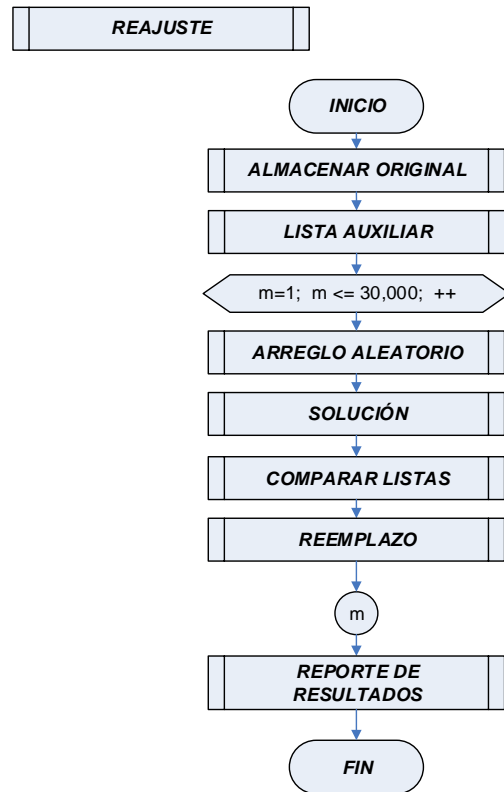 REAJUSTE
INICIO
ALMACENAR ORIGINAL
LISTA AUXILIAR
m=1; m <= 30,000; ++
ARREGLO ALEATORIO
SOLUCIÓN
COMPARAR LISTAS
REEMPLAZO
m
REPORTE DE
RESULTADOS
FIN